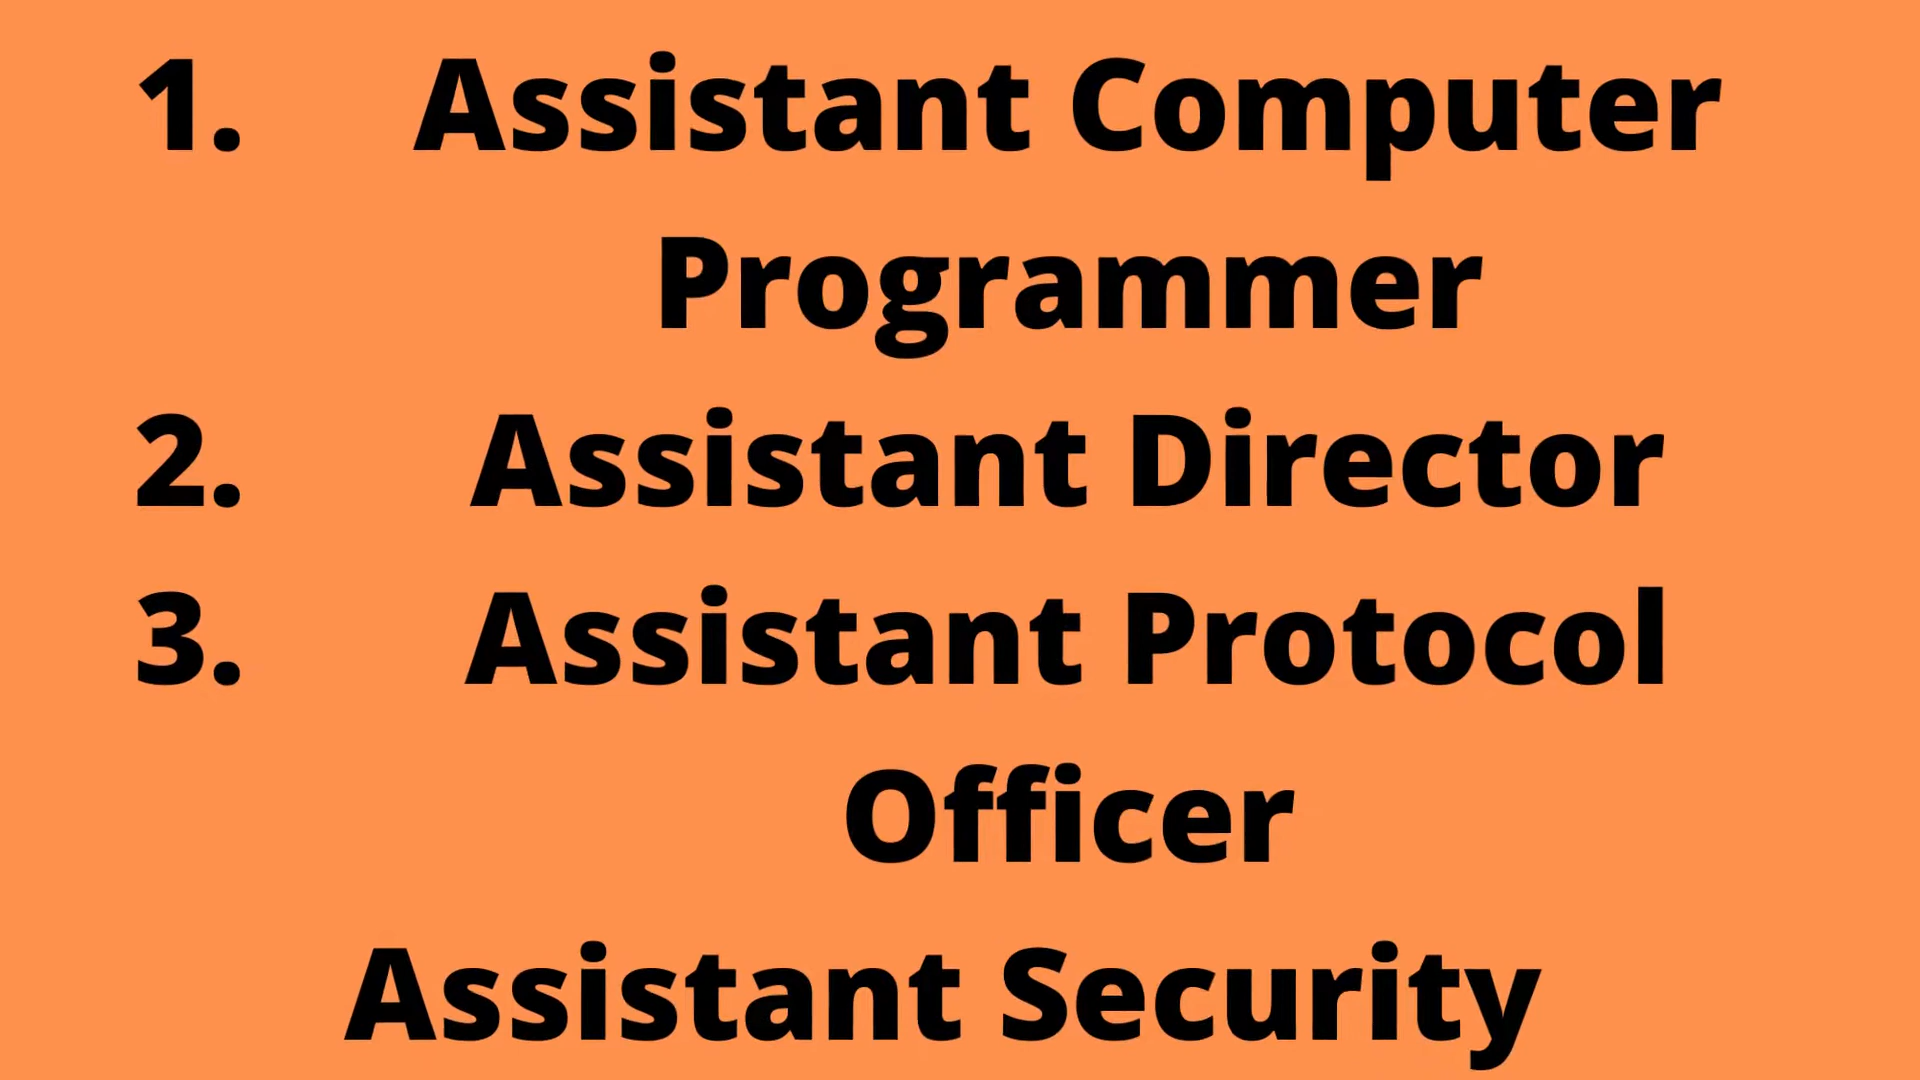 1. Assistant Computer
Programmer
2. Assistant Director
3. Assistant Protocol
Officer
Assistant Security